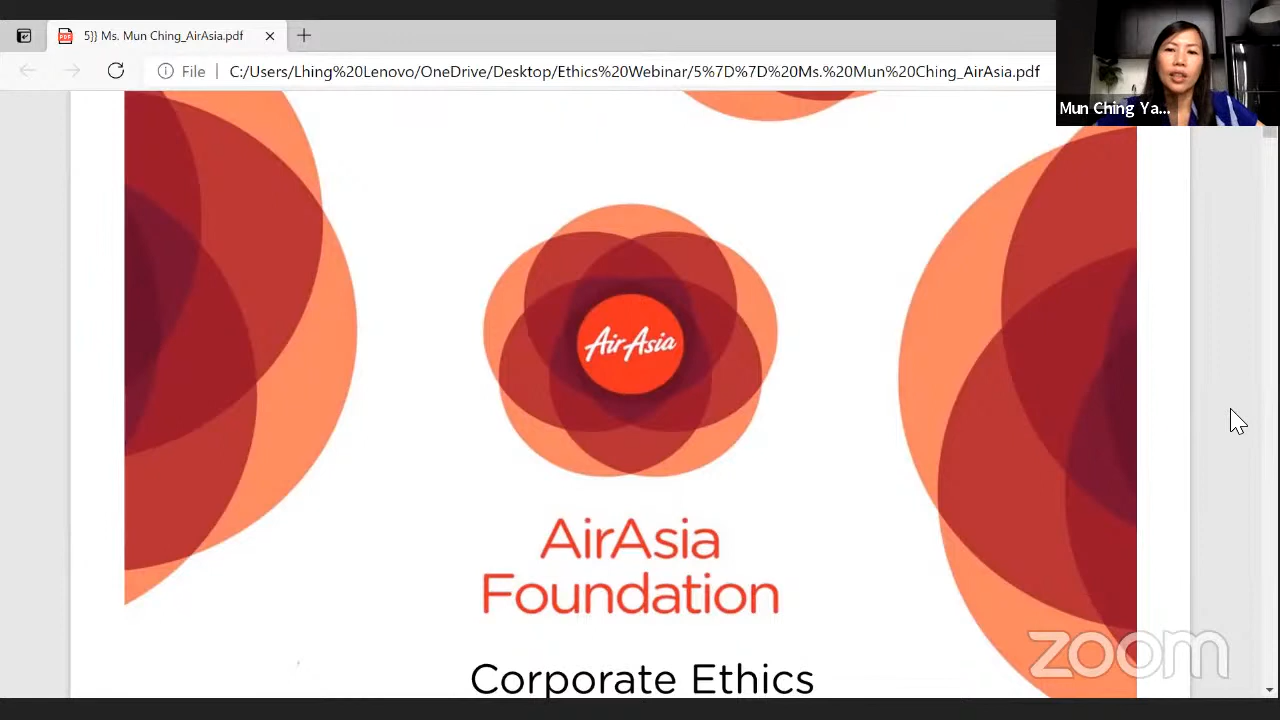 5}} Ms. Mun Ching_AirAsia.pdf
File
C:/Users/Lhing%20Lenovo/OneDrive/Desktop/Ethics%20Webinar/5%7D%7D%20Ms.%20Mun%20Ching_AirAsia.pdf
Mun Ching Ya...
AirAsia
AirAsia
Foundation
Corporate Ethics
zoom